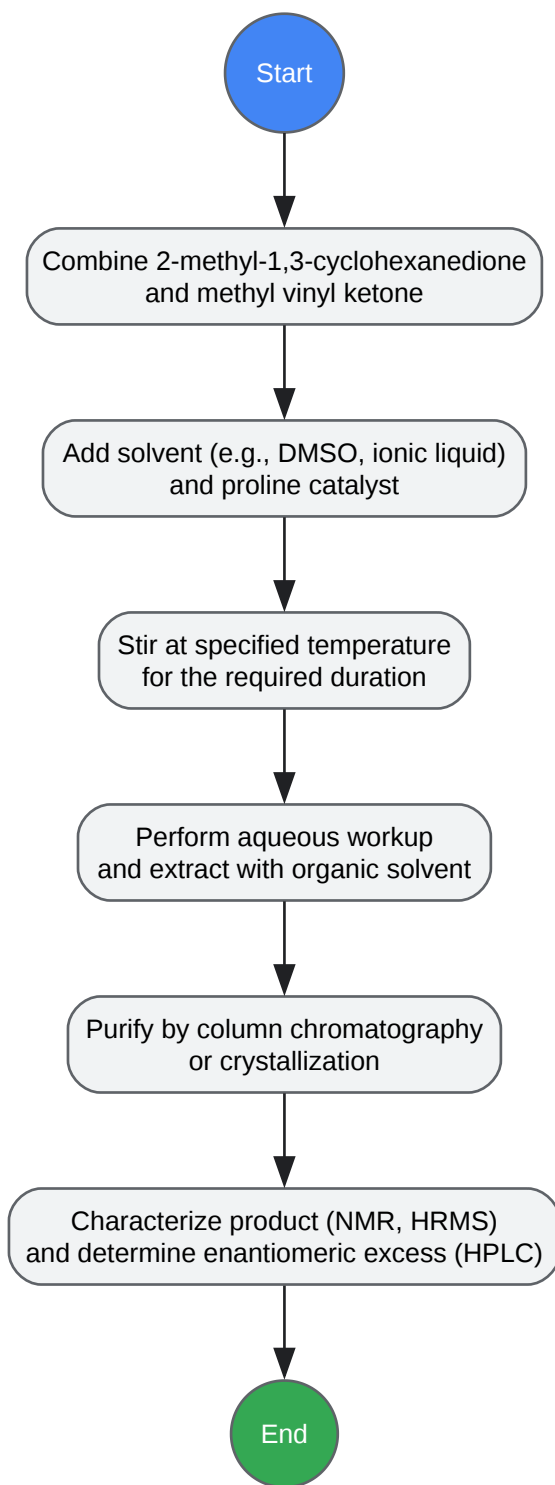 Start
Combine 2-methyl-1,3-cyclohexanedione
and methyl vinyl ketone
Add solvent (e.g., DMSO, ionic liquid)
and proline catalyst
Stir at specified temperature
for the required duration
Perform aqueous workup
and extract with organic solvent
Purify by column chromatography
or crystallization
Characterize product (NMR, HRMS)
and determine enantiomeric excess (HPLC)
End